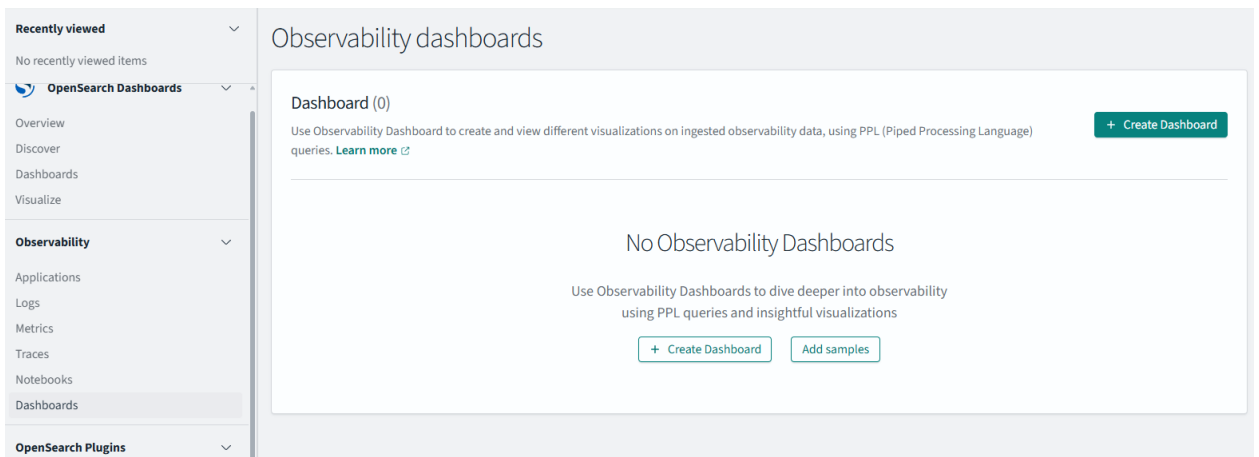 Recently viewed
No recently viewed items
OpenSearch Dashboards
Overview
Discover
Dashboards
Visualize
Observability
Applications
Logs
Metrics
Traces
Notebooks
Dashboards
OpenSearch Plugins
Observability dashboards
Dashboard (0)
Use Observability Dashboard to create and view different visualizations on ingested observability data, using PPL (Piped Processing Language)
queries. Learn more
+ Create Dashboard
No Observability Dashboards
Use Observability Dashboards to dive deeper into observability
using PPL queries and insightful visualizations
+ Create Dashboard
Add samples